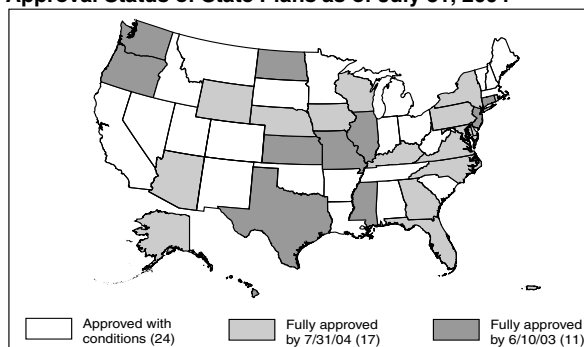 Approval Status of State Plans as of July 31, 2004
Approved with
conditions (24)
Fully approved
by 7/31/04 (17)
Fully approved
by 6/10/03 (11)